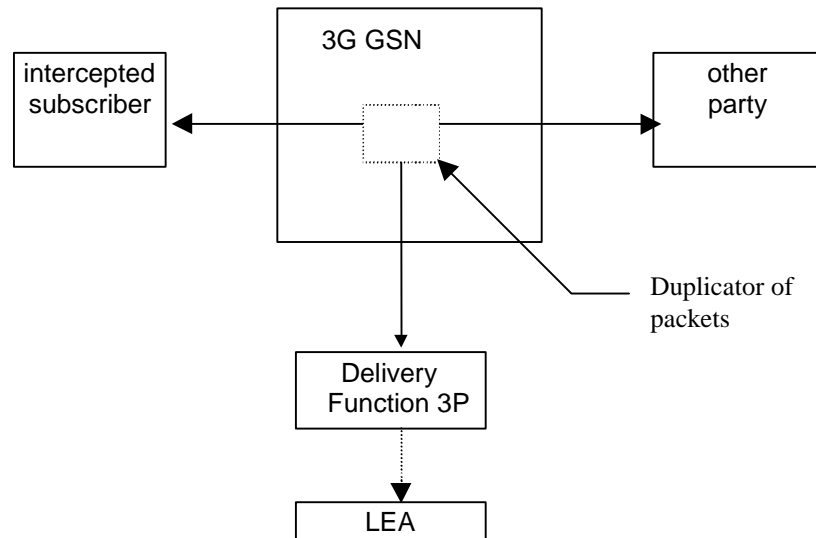 3G GSN
intercepted
subscriber
other
party
Duplicator of
packets
Delivery
Function 3P
LEA